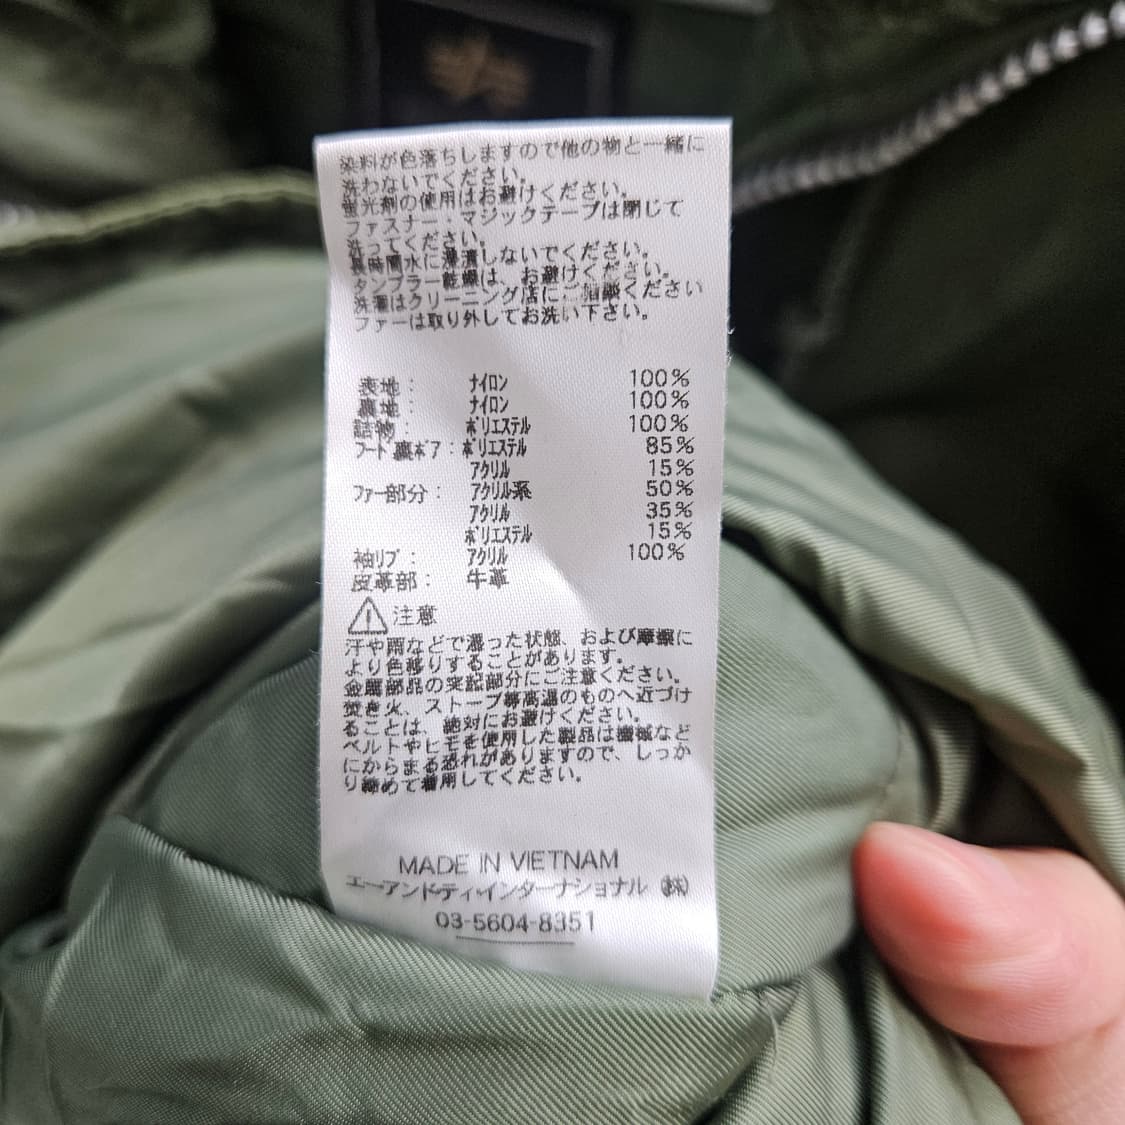 染料が色落ちしますので他の物と一緒に
洗わないでください。
蛍光剤の使用はお避けください。
ファスナー・マジックテープは閉じて
洗ってください。
長時間水に浸漬しないでください。
タンブラー乾燥は、お避けください。
洗濯はクリーニング店にご相談ください
ファーは取り外してお洗い下さい。
表地: ナイロン 100%
裏地: ナイロン 100%
詰物: ポリエステル 100%
フード裏ボア: ポリエステル 85%
アクリル 15%
ファー部分: アクリル系 50%
アクリル 35%
ポリエステル 15%
袖リブ: アクリル 100%
皮革部: 牛革
注意
汗や雨などで湿った状態、および摩擦に
より色移りすることがあります。
金属部品の突起部分にご注意ください。
焚き火、ストーブ等高温のものへ近づけ
ることは、絶対にお避けください。
ベルトやヒモを使用した製品は機械など
にからまる恐れがありますので、しっか
り締めて着用してください。
MADE IN VIETNAM
エーアンドティインターナショナル ㈱
03-5604-8351